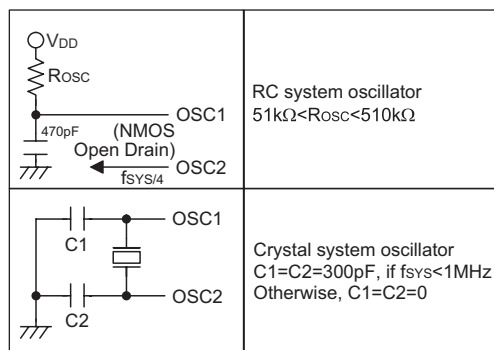 VDD
ROSC
OSC1
470pF
(NMOS
Open Drain)
OSC2
fSYS/4
RC system oscillator
51kΩ<ROSC<510kΩ
OSC1
C1
OSC2
C2
Crystal system oscillator
C1=C2=300pF, if fSYS<1MHz
Otherwise, C1=C2=0